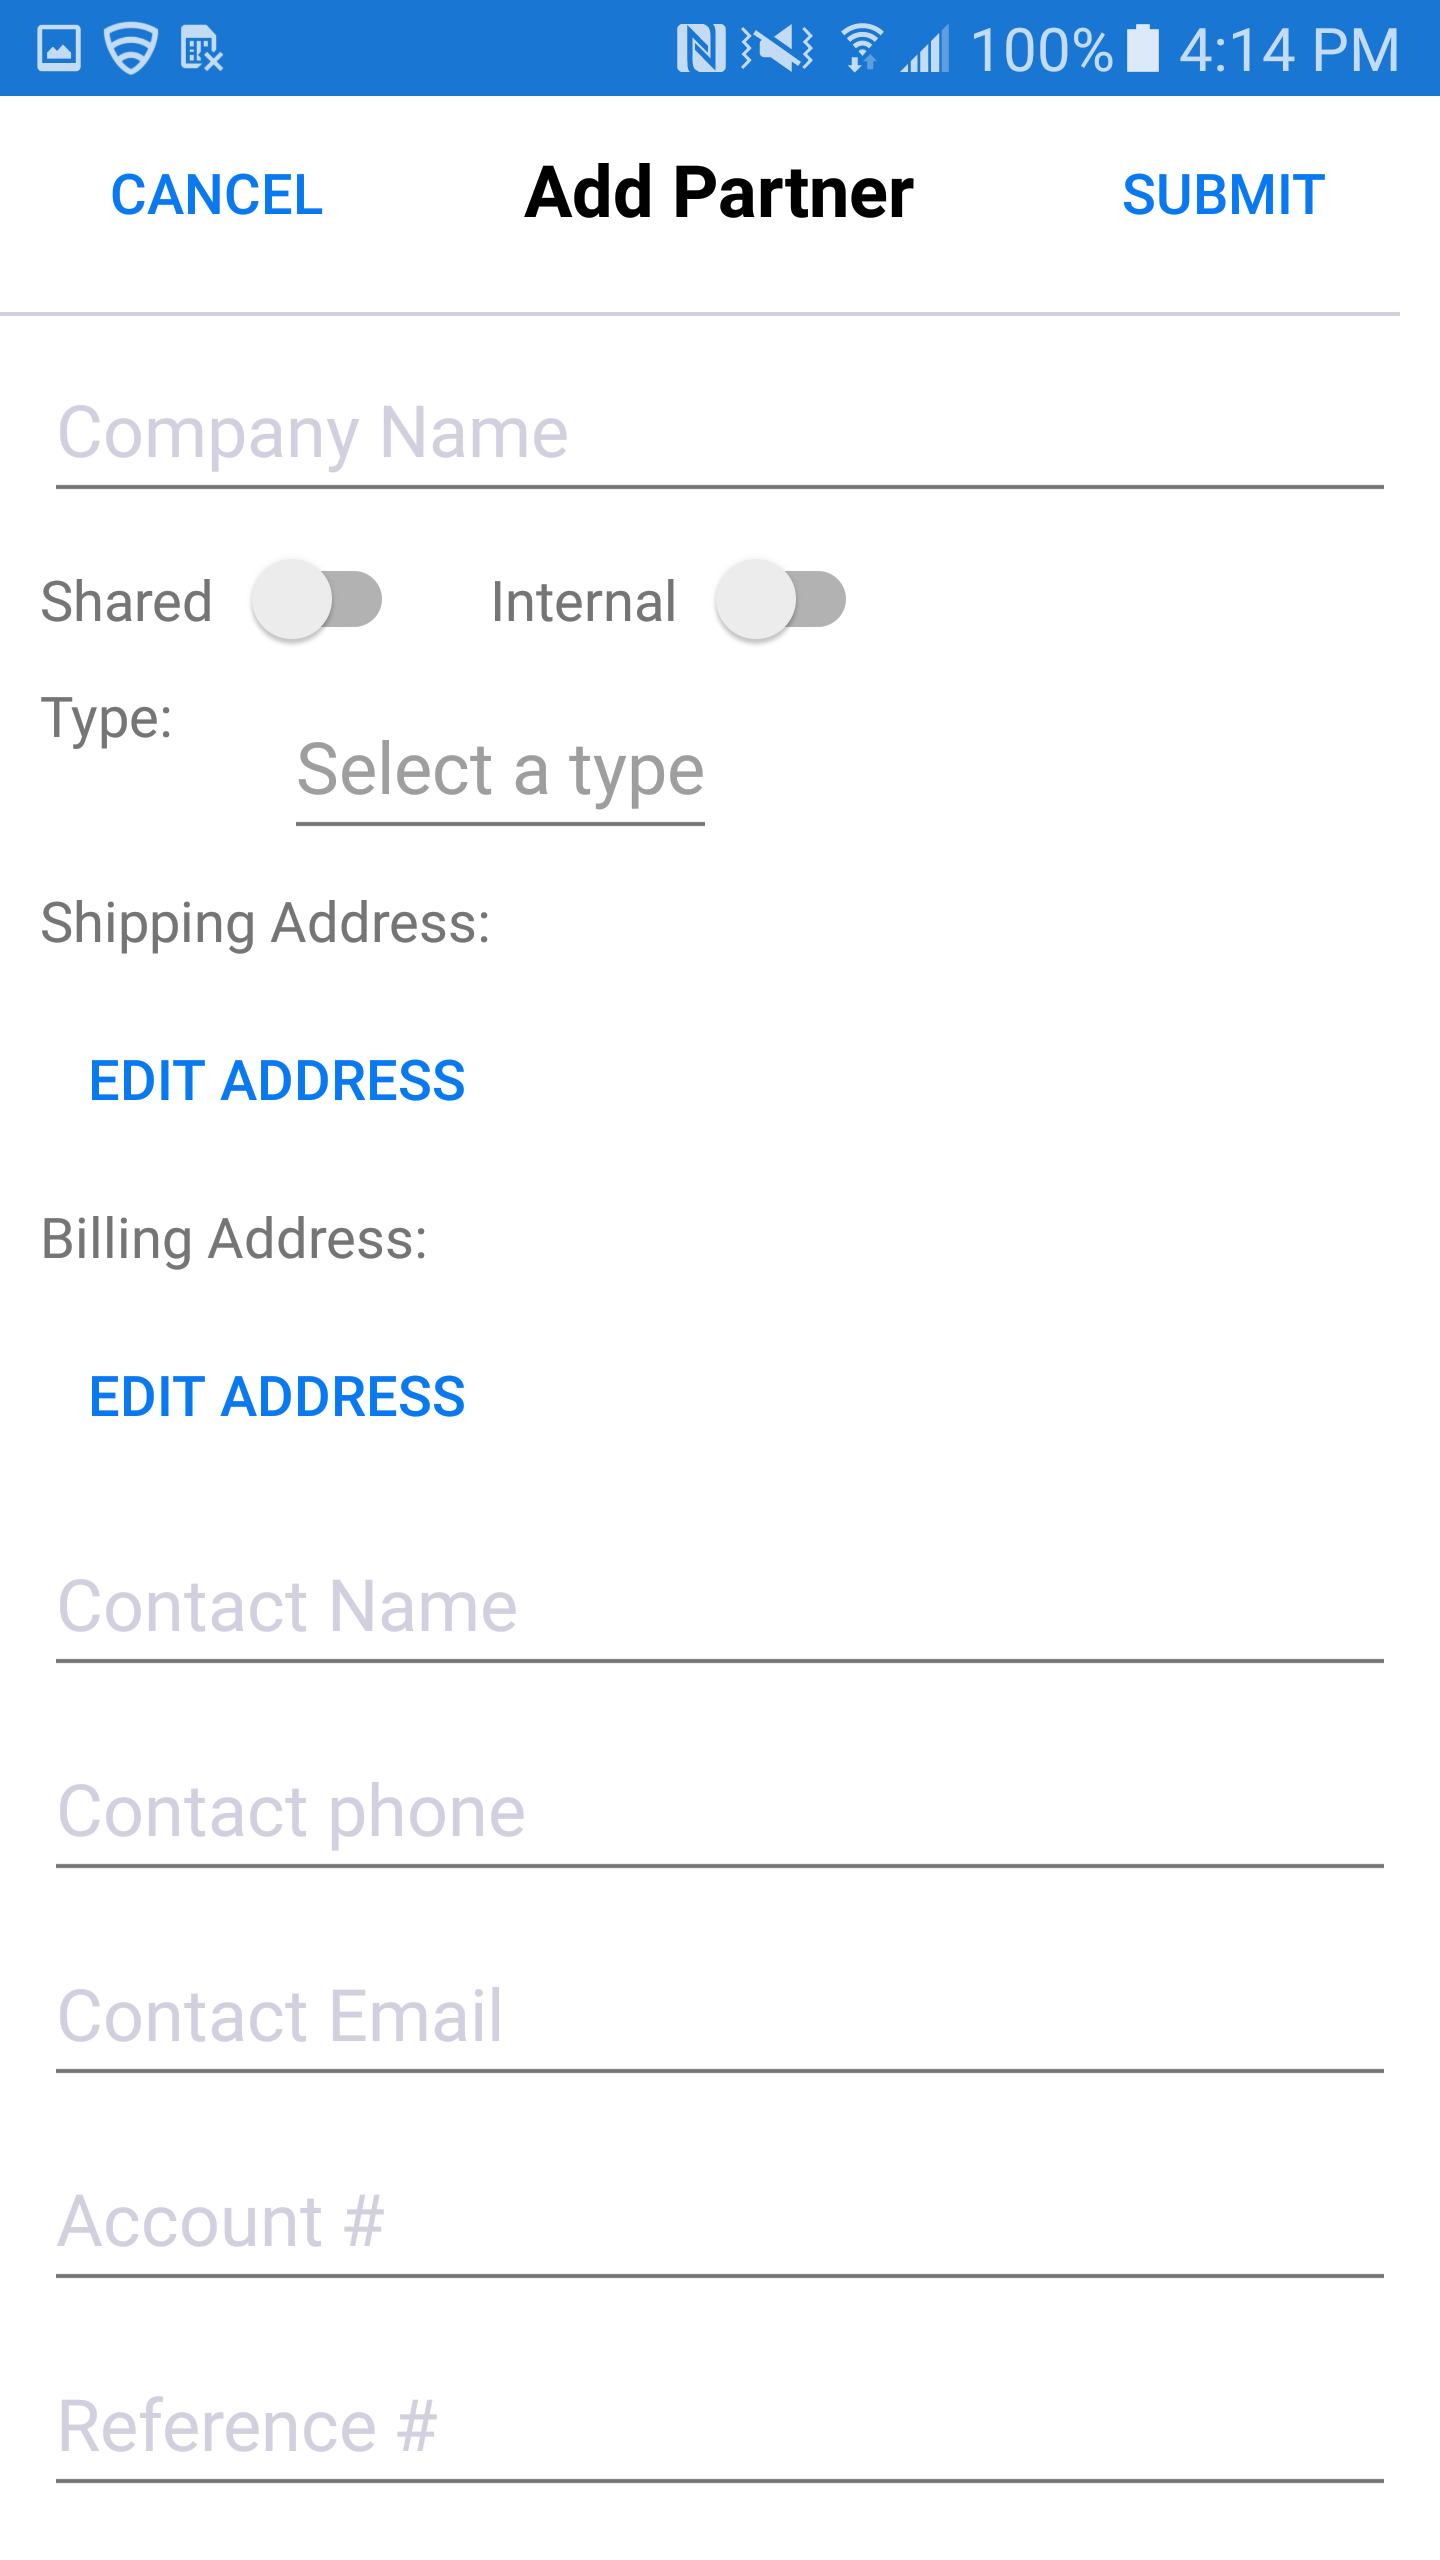 100% 4:14 PM
CANCEL Add Partner SUBMIT
Company Name
Shared Internal
Type:
Select a type
Shipping Address:
EDIT ADDRESS
Billing Address:
EDIT ADDRESS
Contact Name
Contact phone
Contact Email
Account #
Reference #